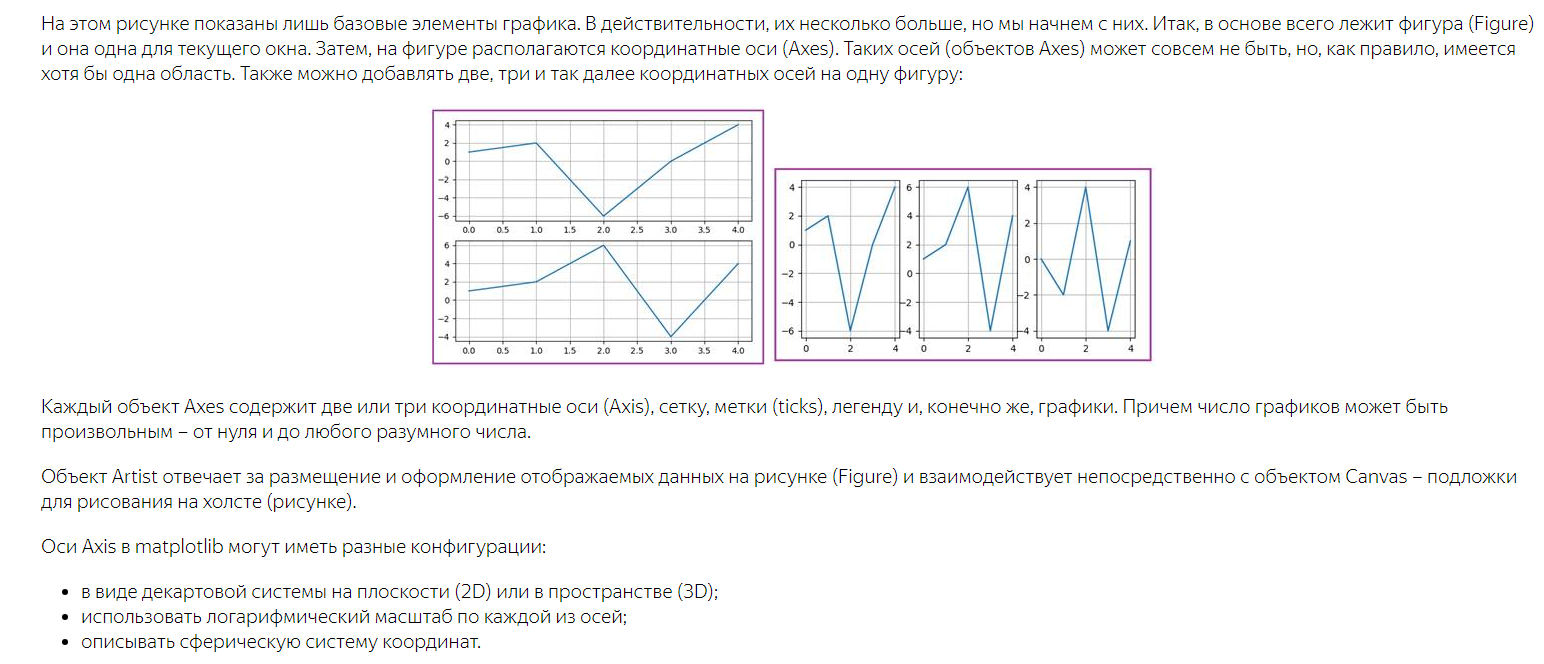 На этом рисунке показаны лишь базовые элементы графика. В действительности, их несколько больше, но мы начнем с них. Итак, в основе всего лежит фигура (Figure)
и она одна для текущего окна. Затем, на фигуре располагаются координатные оси (Axes). Таких осей (объектов Axes) может совсем не быть, но, как правило, имеется
хотя бы одна область. Также можно добавлять две, три и так далее координатных осей на одну фигуру:
4
2
0
−2
−4
−6
0.0 0.5 1.0 1.5 2.0 2.5 3.0 3.5 4.0
6
4
2
0
−2
−4
0.0 0.5 1.0 1.5 2.0 2.5 3.0 3.5 4.0
4
2
0
−2
−4
−6
0 2 4
6
4
2
0
−2
−4
0 2 4
4
2
0
−2
−4
0 2 4
Каждый объект Axes содержит две или три координатные оси (Axis), сетку, метки (ticks), легенду и, конечно же, графики. Причем число графиков может быть
произвольным – от нуля и до любого разумного числа.
Объект Artist отвечает за размещение и оформление отображаемых данных на рисунке (Figure) и взаимодействует непосредственно с объектом Canvas – подложки
для рисования на холсте (рисунке).
Оси Axis в matplotlib могут иметь разные конфигурации:
• в виде декартовой системы на плоскости (2D) или в пространстве (3D);
• использовать логарифмический масштаб по каждой из осей;
• описывать сферическую систему координат.